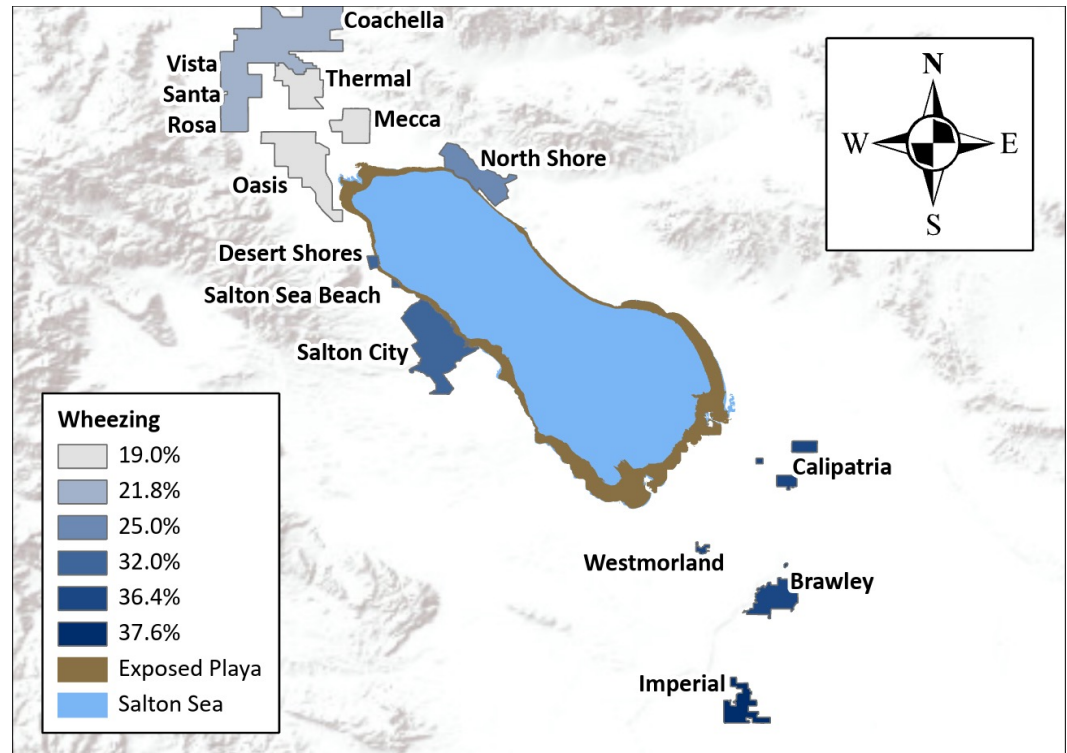 Coachella
Vista
Santa
Rosa
Thermal
Mecca
North Shore
Oasis
Desert Shores
Salton Sea Beach
Salton City
Calipatria
Westmorland
Brawley
Imperial
N
W
E
S
Wheezing
19.0%
21.8%
25.0%
32.0%
36.4%
37.6%
Exposed Playa
Salton Sea